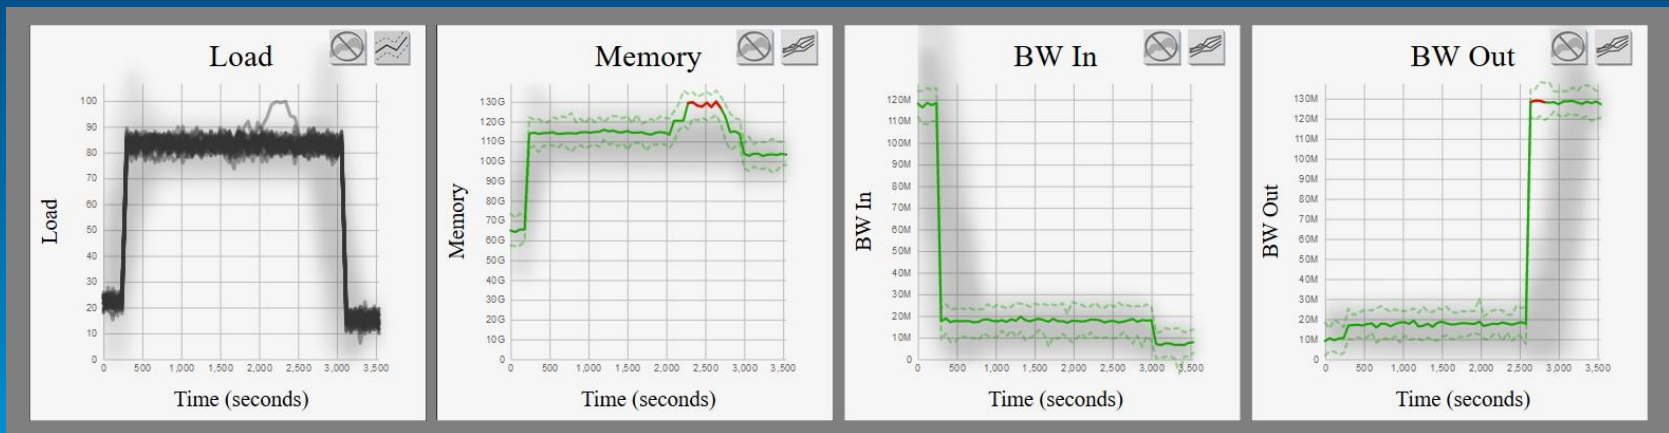 Load
100
90
80
70
60
50
40
30
20
10
0
Load
0 500 1,000 1,500 2,000 2,500 3,000 3,500
Time (seconds)
Memory
130G
120G
110G
100G
90G
80G
70G
60G
50G
40G
30G
20G
10G
0
Memory
0 500 1,000 1,500 2,000 2,500 3,000 3,500
Time (seconds)
BW In
120M
110M
100M
90M
80M
70M
60M
50M
40M
30M
20M
10M
0
BW In
0 500 1,000 1,500 2,000 2,500 3,000 3,500
Time (seconds)
BW Out
130M
120M
110M
100M
90M
80M
70M
60M
50M
40M
30M
20M
10M
0
BW Out
0 500 1,000 1,500 2,000 2,500 3,000 3,500
Time (seconds)